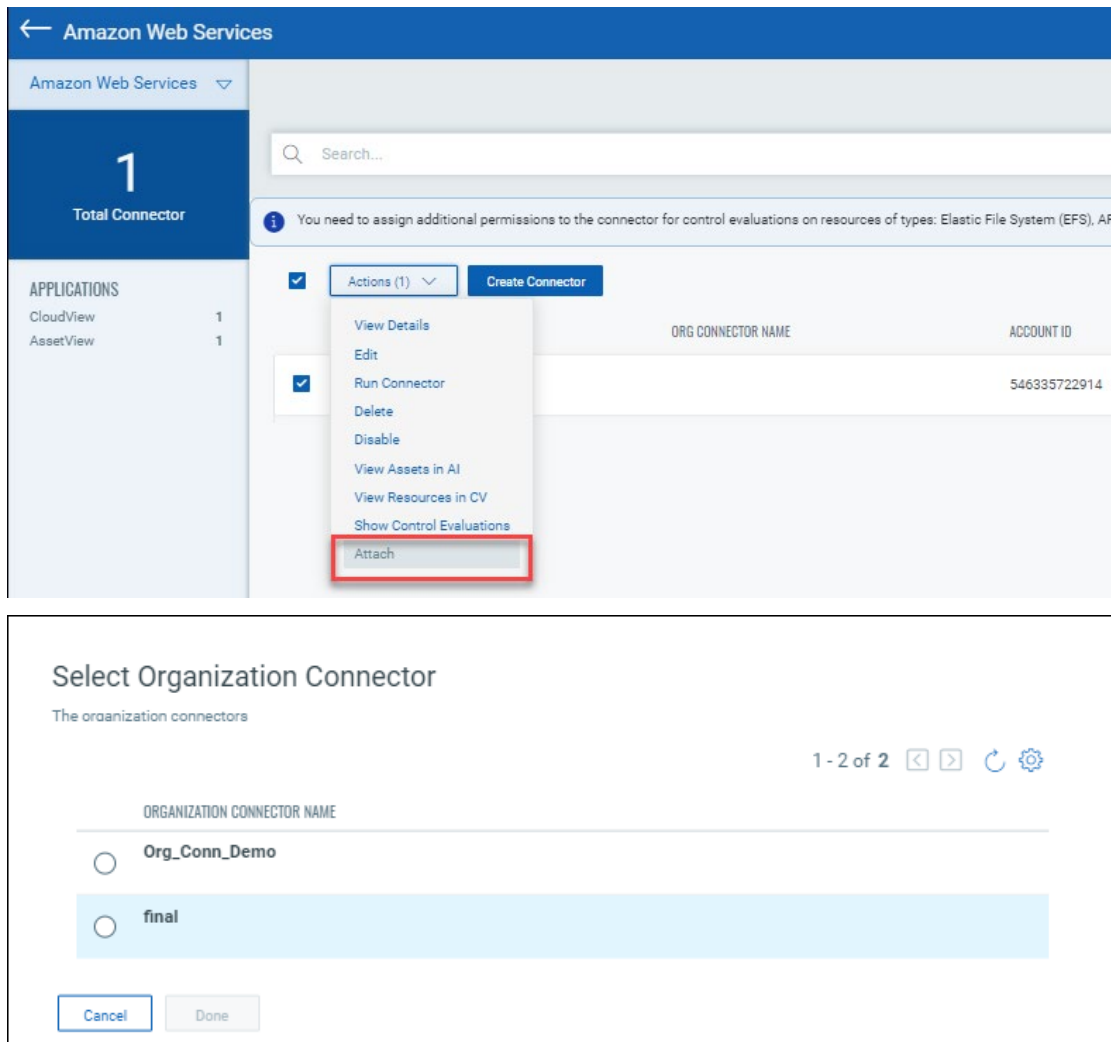 Amazon Web Services
Amazon Web Services
1
Total Connector
Search...
You need to assign additional permissions to the connector for control evaluations on resources of types: Elastic File System (EFS),
APPLICATIONS
CloudView 1
AssetView 1
Actions (1)
Create Connector
ORG CONNECTOR NAME ACCOUNT ID
546335722914
View Details
Edit
Run Connector
Delete
Disable
View Assets in AI
View Resources in CV
Show Control Evaluations
Attach
Select Organization Connector
The organization connectors
1 - 2 of 2
ORGANIZATION CONNECTOR NAME
Org_Conn_Demo
final
Cancel Done